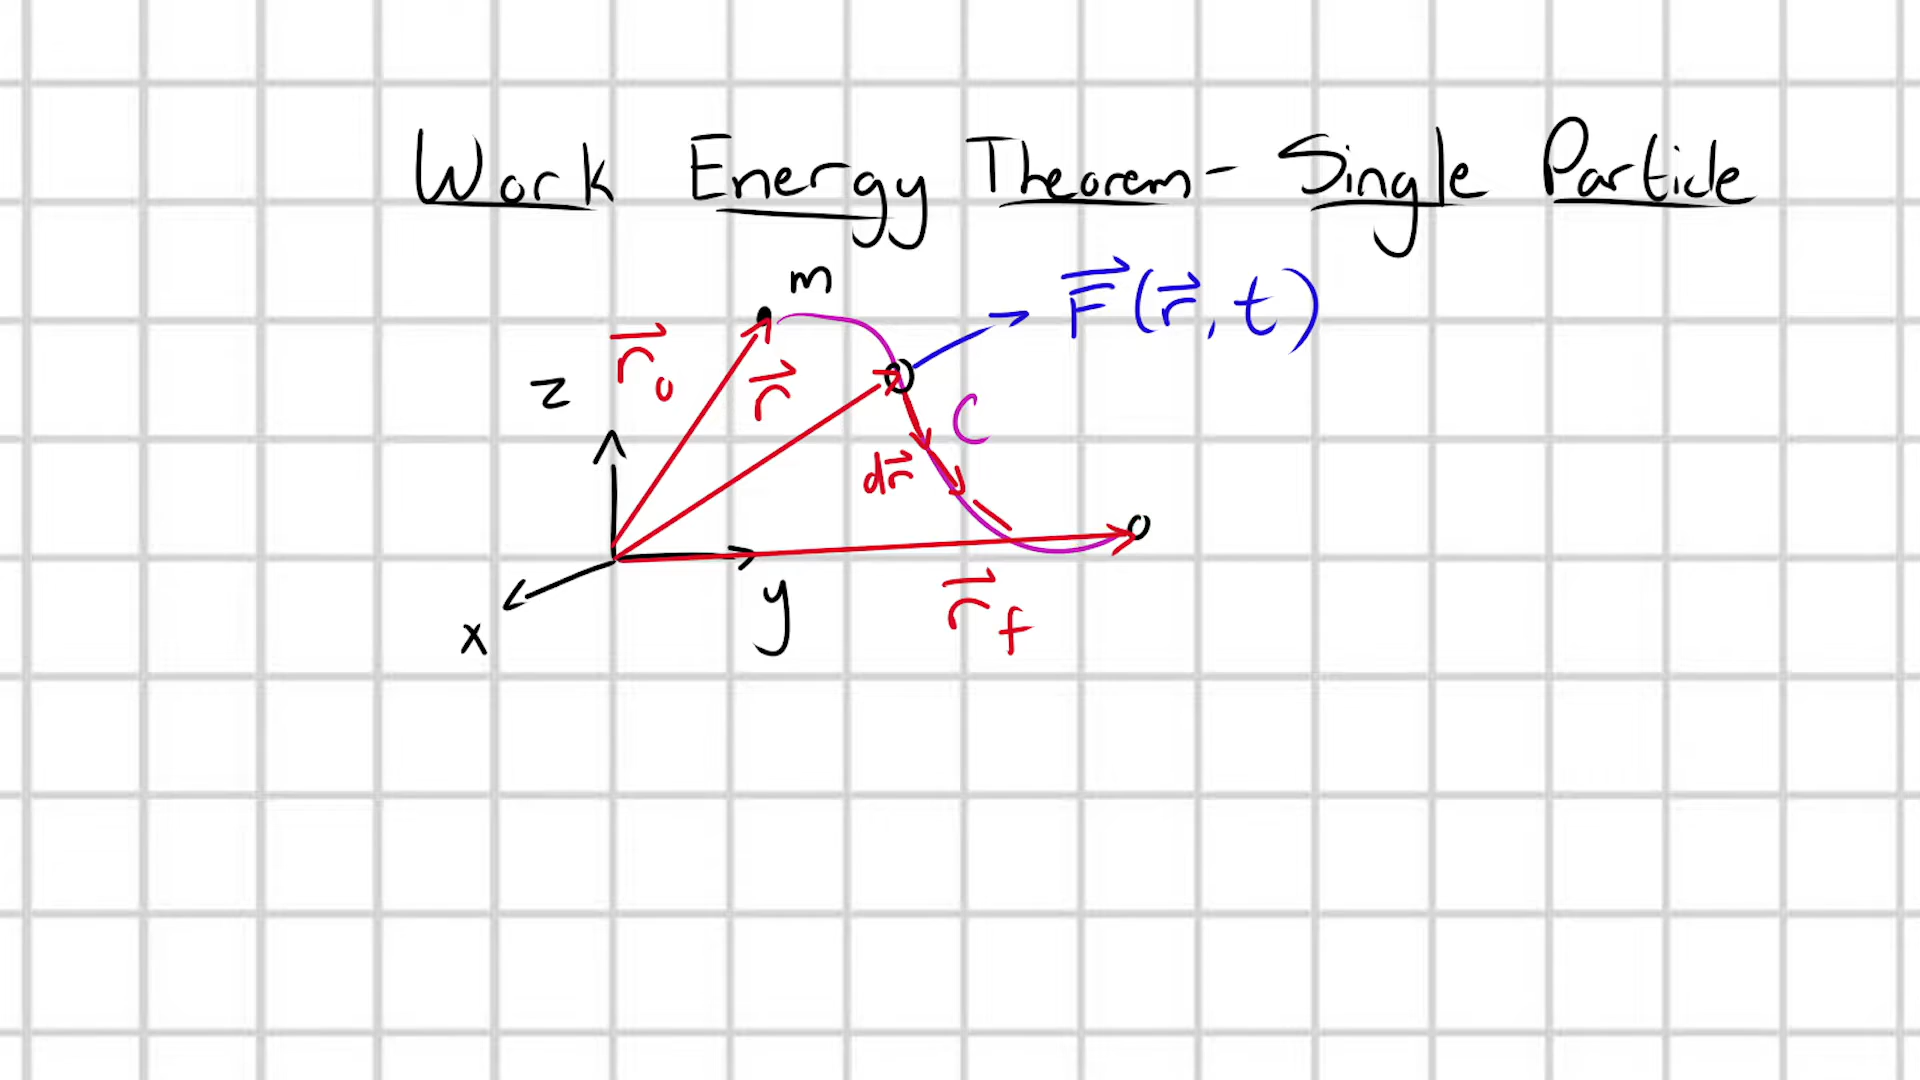 Work Energy Theorem - Single Particle
m
F⃗(r⃗, t)
r⃗₀
r⃗
z
C
dr⃗
r⃗f
y
x